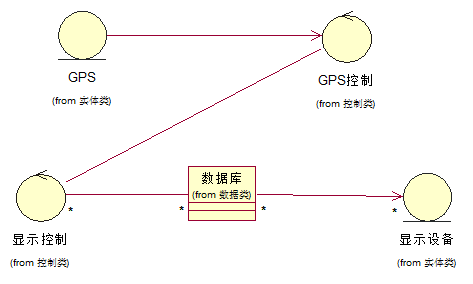 GPS
(from 实体类)
GPS控制
(from 控制类)
数据库
(from 数据类)
*
*
*
*
显示控制
(from 控制类)
显示设备
(from 实体类)